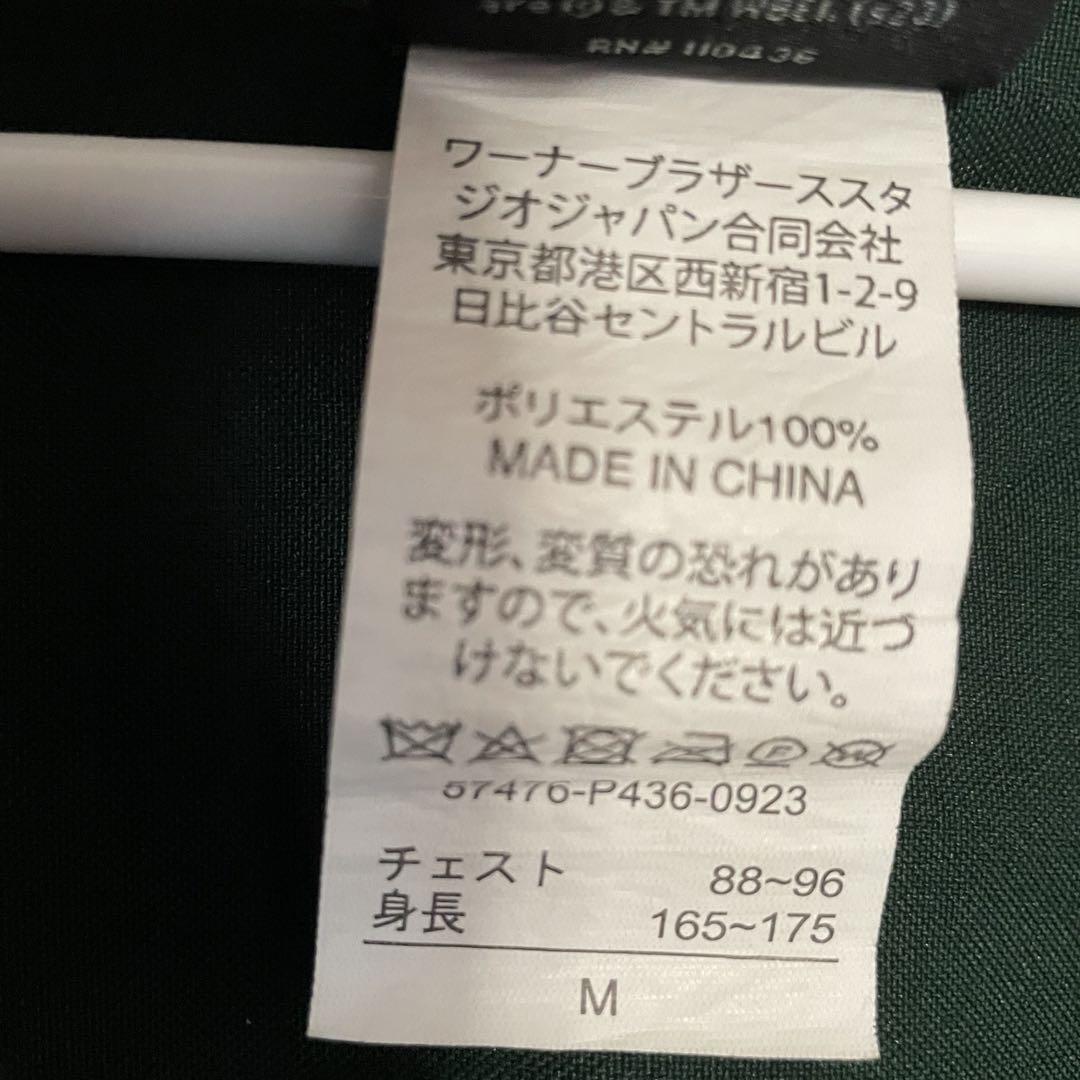 & TM WBEI. (s23)
RN# 110436
ワーナーブラザーススタ
ジオジャパン合同会社
東京都港区西新宿1-2-9
日比谷セントラルビル
ポリエステル100%
MADE IN CHINA
変形、変質の恐れがあり
ますので、火気には近づ
けないでください。
57476-P436-0923
チェスト 88~96
身長 165~175
M